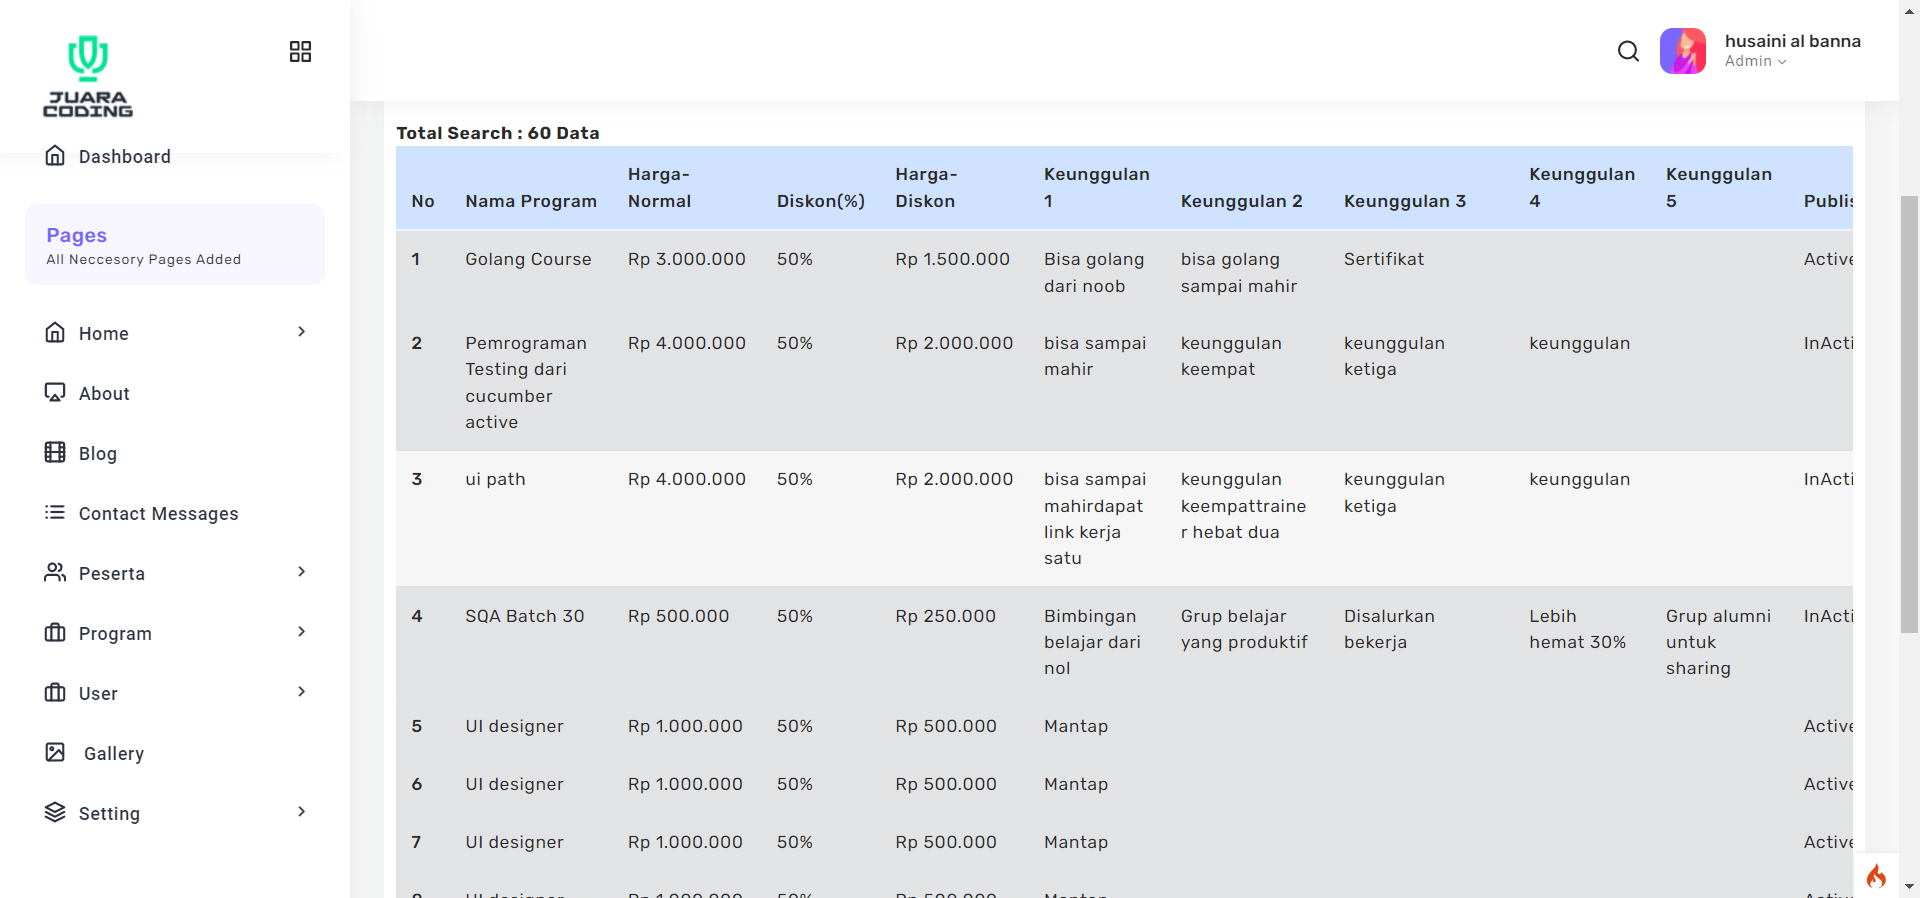 JUARA
CODING
husaini al banna
Admin
Dashboard
Pages
All Neccesory Pages Added
Home
About
Blog
Contact Messages
Peserta
Program
User
Gallery
Setting
Total Search : 60 Data
No Nama Program Harga-Normal Diskon(%) Harga-Diskon Keunggulan 1 Keunggulan 2 Keunggulan 3 Keunggulan 4 Keunggulan 5 Publis
1 Golang Course Rp 3.000.000 50% Rp 1.500.000 Bisa golang dari noob bisa golang sampai mahir Sertifikat Active
2 Pemrograman Testing dari cucumber active Rp 4.000.000 50% Rp 2.000.000 bisa sampai mahir keunggulan keempat keunggulan ketiga keunggulan InActi
3 ui path Rp 4.000.000 50% Rp 2.000.000 bisa sampai mahirdapat link kerja satu keunggulan keempattrainer hebat dua keunggulan ketiga keunggulan InActi
4 SQA Batch 30 Rp 500.000 50% Rp 250.000 Bimbingan belajar dari nol Grup belajar yang produktif Disalurkan bekerja Lebih hemat 30% Grup alumni untuk sharing InActi
5 UI designer Rp 1.000.000 50% Rp 500.000 Mantap Active
6 UI designer Rp 1.000.000 50% Rp 500.000 Mantap Active
7 UI designer Rp 1.000.000 50% Rp 500.000 Mantap Active